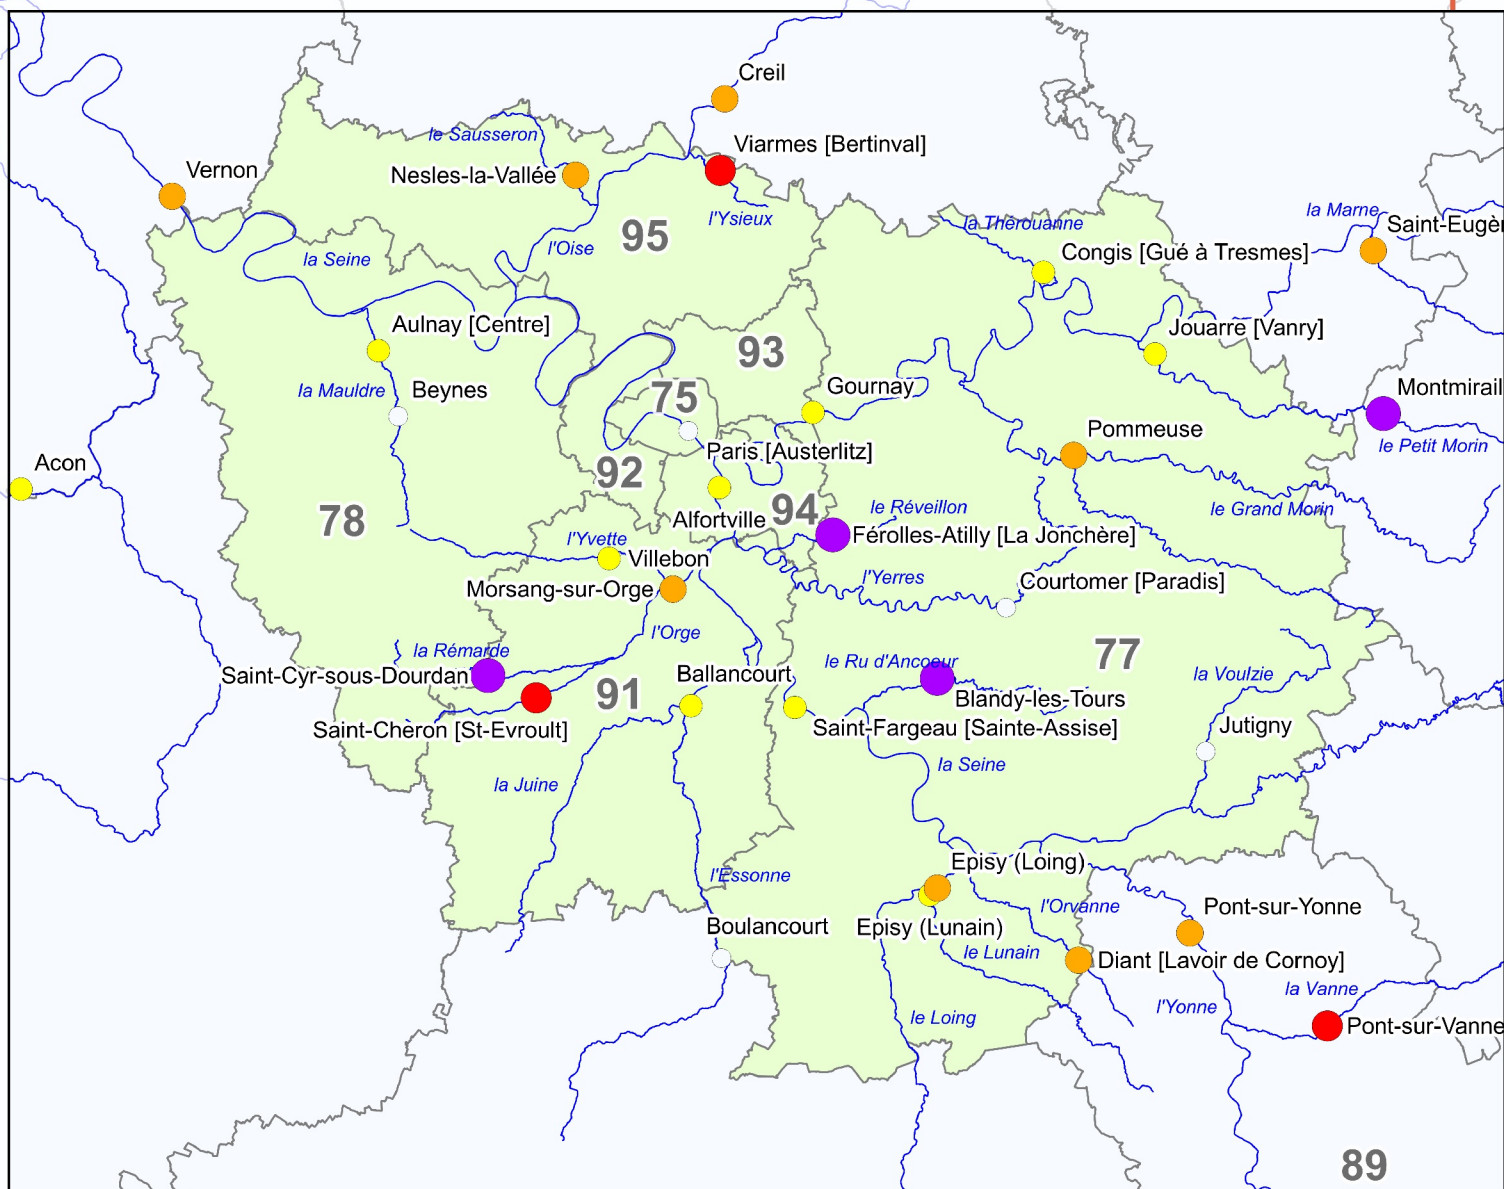 Creil
le Sausseron
Viarmes [Bertinval]
Vernon
Nesles-la-Vallée
l'Ysieux
la Marne
la Thérouanne
Saint-Eugèn
95
l'Oise
la Seine
Congis [Gué à Tresmes]
Aulnay [Centre]
Jouarre [Vanry]
93
la Mauldre
Beynes
75
Gournay
Montmirail
Pommeuse
le Petit Morin
Paris [Austerlitz]
Acon
92
78
Alfortville
94
le Réveillon
le Grand Morin
l'Yvette
Férolles-Atilly [La Jonchère]
Villebon
Morsang-sur-Orge
l'Yerres
Courtomer [Paradis]
l'Orge
la Rémarde
77
le Ru d'Ancoeur
Saint-Cyr-sous-Dourdan
Ballancourt
la Voulzie
91
Blandy-les-Tours
Saint-Cheron [St-Evroult]
Saint-Fargeau [Sainte-Assise]
Jutigny
la Seine
la Juine
Episy (Loing)
l'Essonne
l'Orvanne
Pont-sur-Yonne
Boulancourt
Episy (Lunain)
le Lunain
Diant [Lavoir de Cornoy]
la Vanne
l'Yonne
le Loing
Pont-sur-Vanne
89